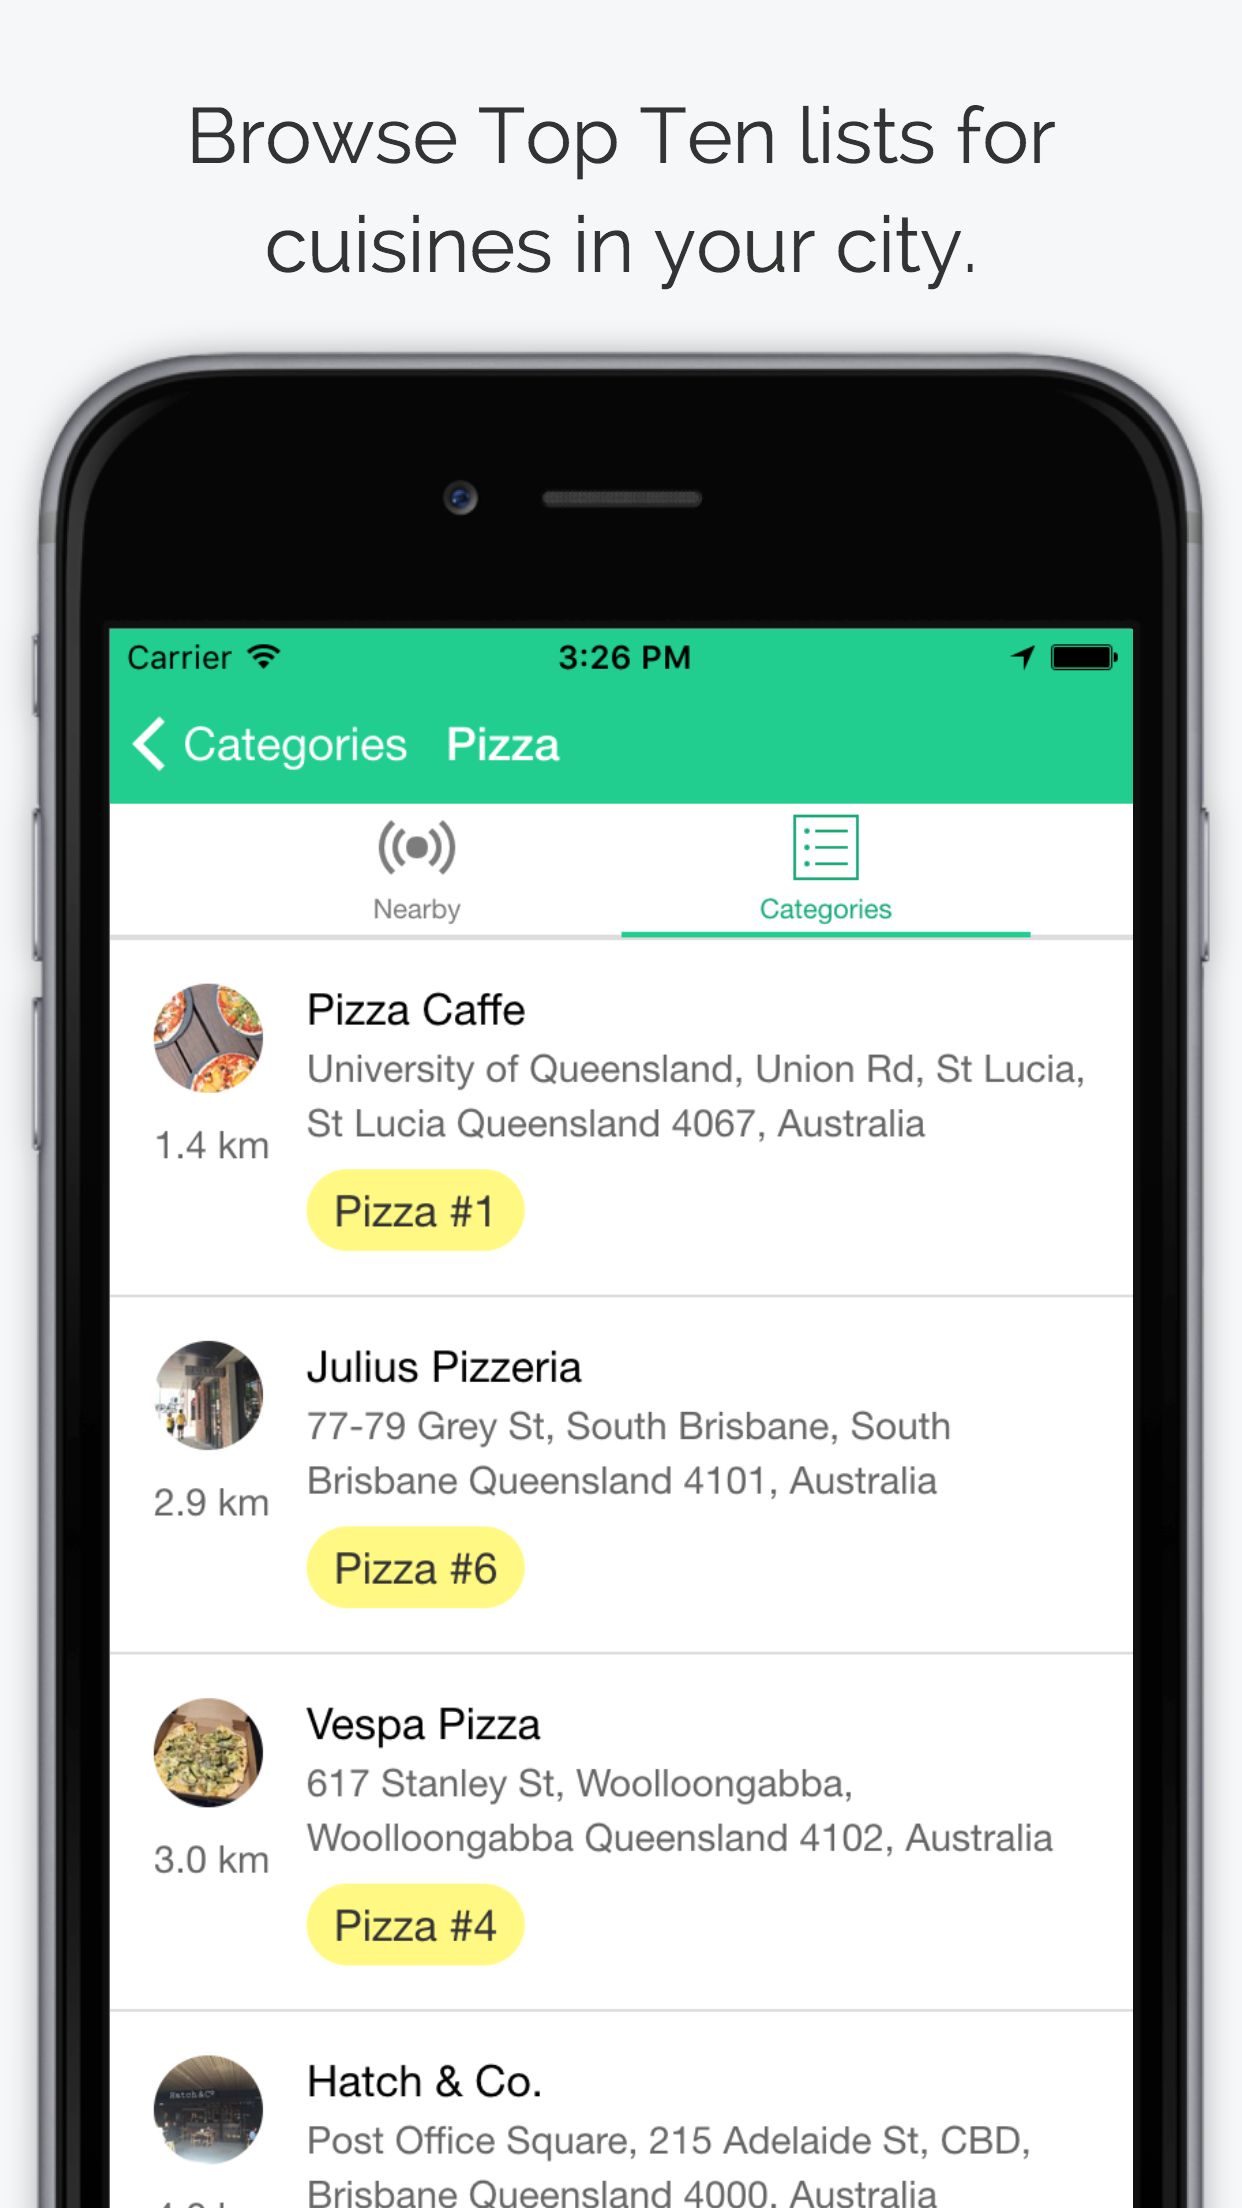 Browse Top Ten lists for
cuisines in your city.
Carrier 3:26 PM
Categories Pizza
Nearby Categories
Pizza Caffe
University of Queensland, Union Rd, St Lucia,
St Lucia Queensland 4067, Australia
1.4 km
Pizza #1
Julius Pizzeria
77-79 Grey St, South Brisbane, South
Brisbane Queensland 4101, Australia
2.9 km
Pizza #6
Vespa Pizza
617 Stanley St, Woolloongabba,
Woolloongabba Queensland 4102, Australia
3.0 km
Pizza #4
Hatch & Co.
Hatch&Co
Post Office Square, 215 Adelaide St, CBD,
Brisbane Queensland 4000, Australia